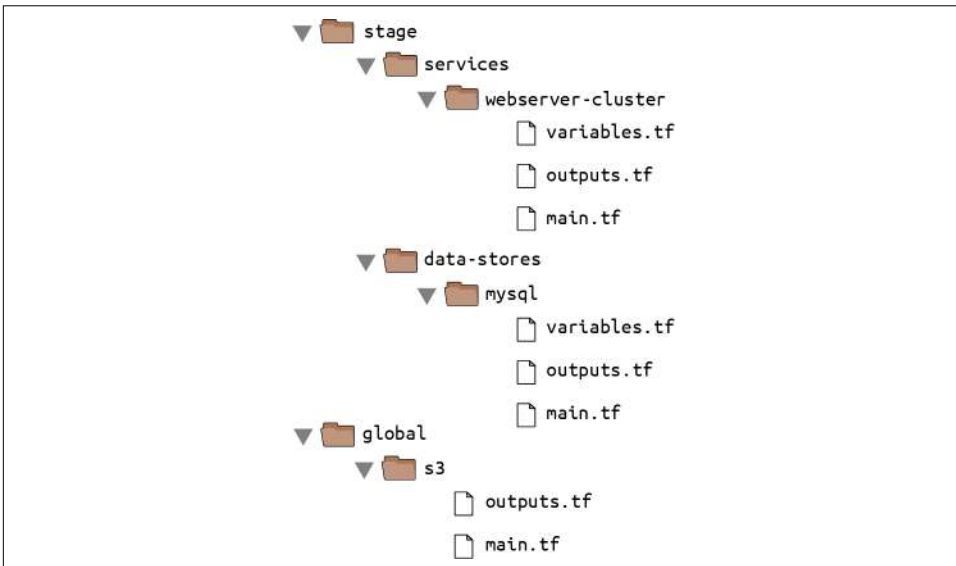 stage
services
webserver-cluster
variables.tf
outputs.tf
main.tf
data-stores
mysql
variables.tf
outputs.tf
main.tf
global
s3
outputs.tf
main.tf